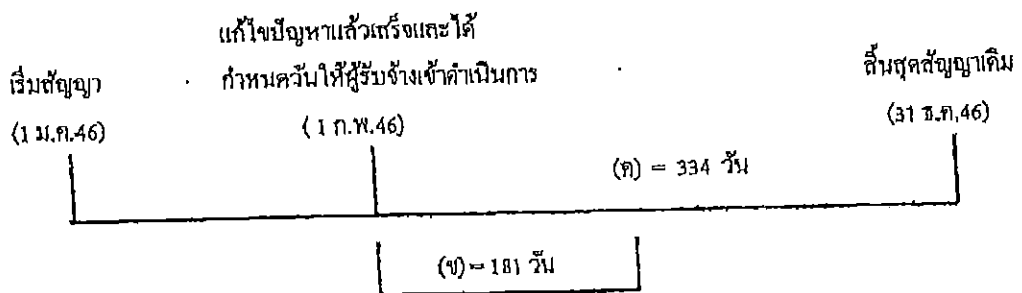 แก้ไขปัญหาแล้วเสร็จและได้
กำหนดวันให้ผู้รับจ้างเข้าดำเนินการ
เริ่มสัญญา
(1 ม.ค.46)
(1 ก.พ.46)
สิ้นสุดสัญญาเดิม
(31 ธ.ค.46)
(ค) = 334 วัน
(ข) = 181 วัน